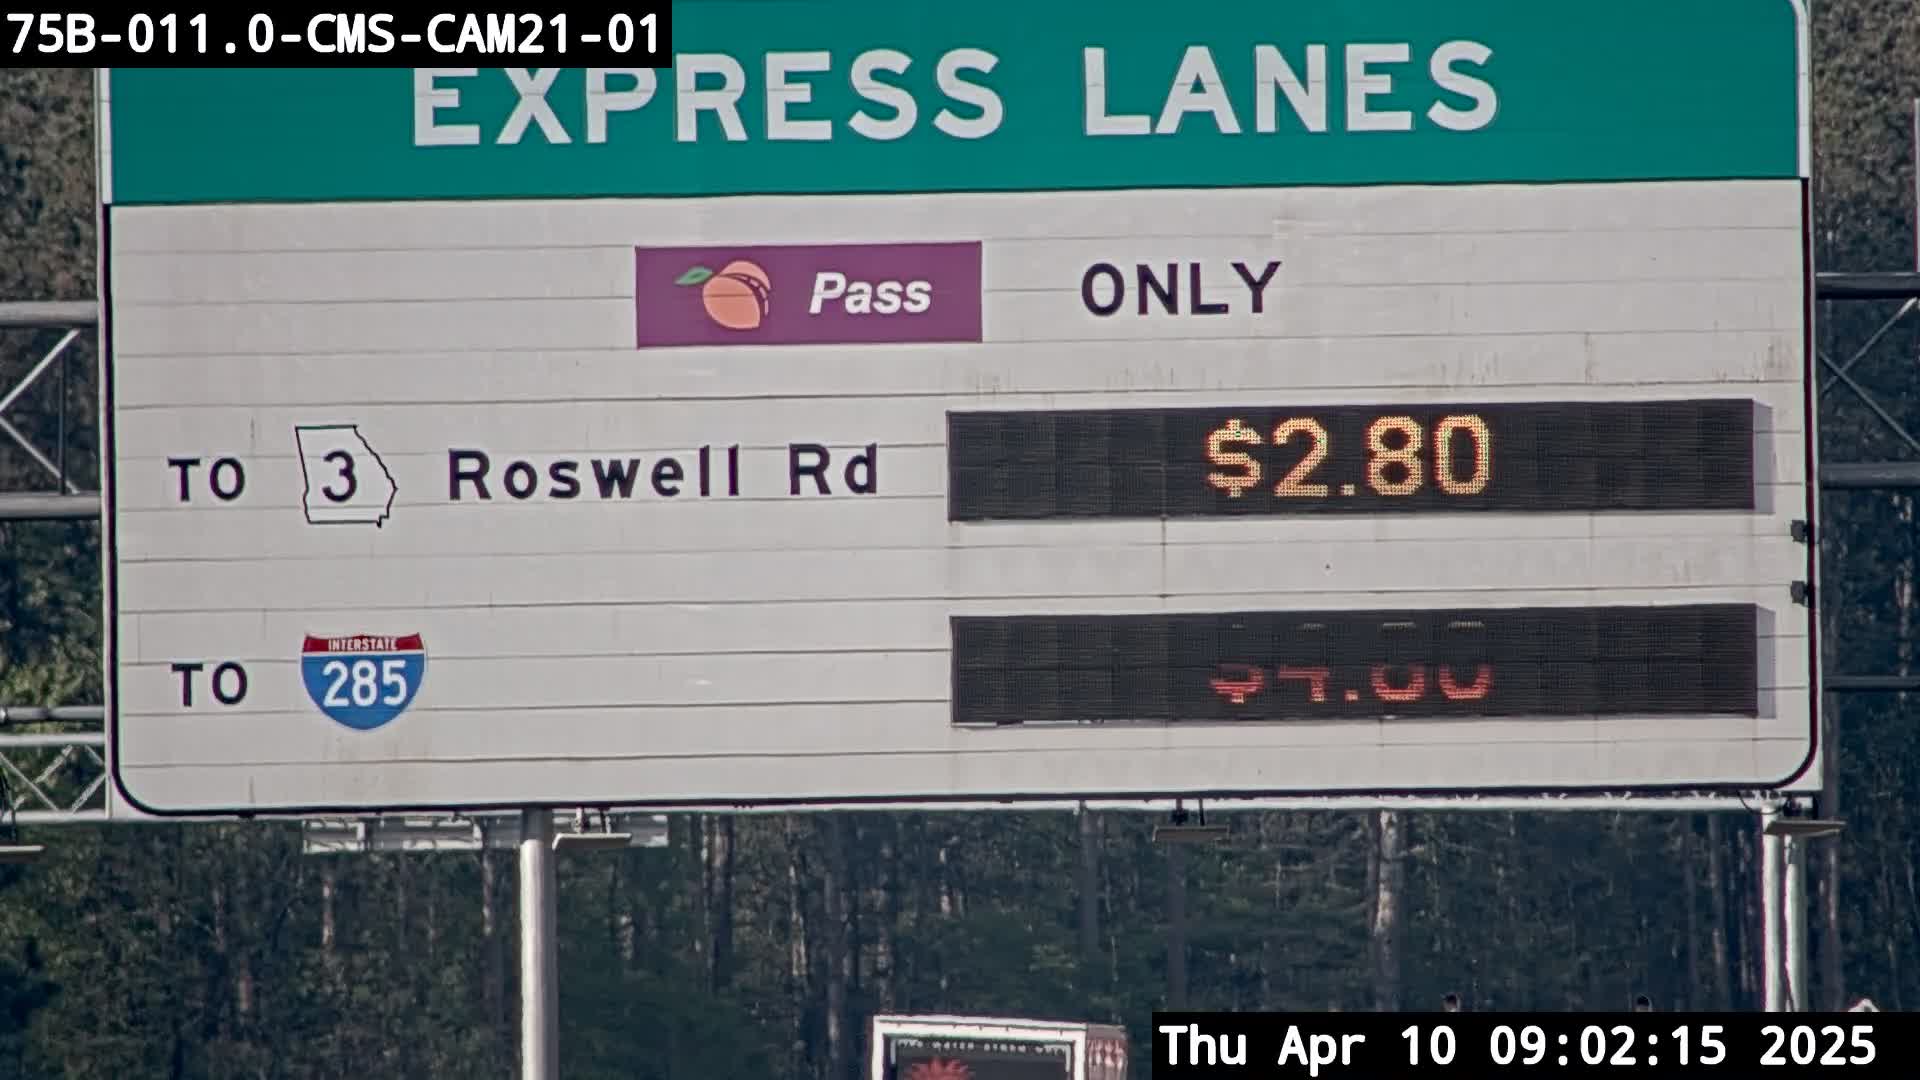 75B-011.0-CMS-CAM21-01
EXPRESS LANES
Pass ONLY
TO 3 Roswell Rd $2.80
TO INTERSTATE 285
Thu Apr 10 09:02:15 2025